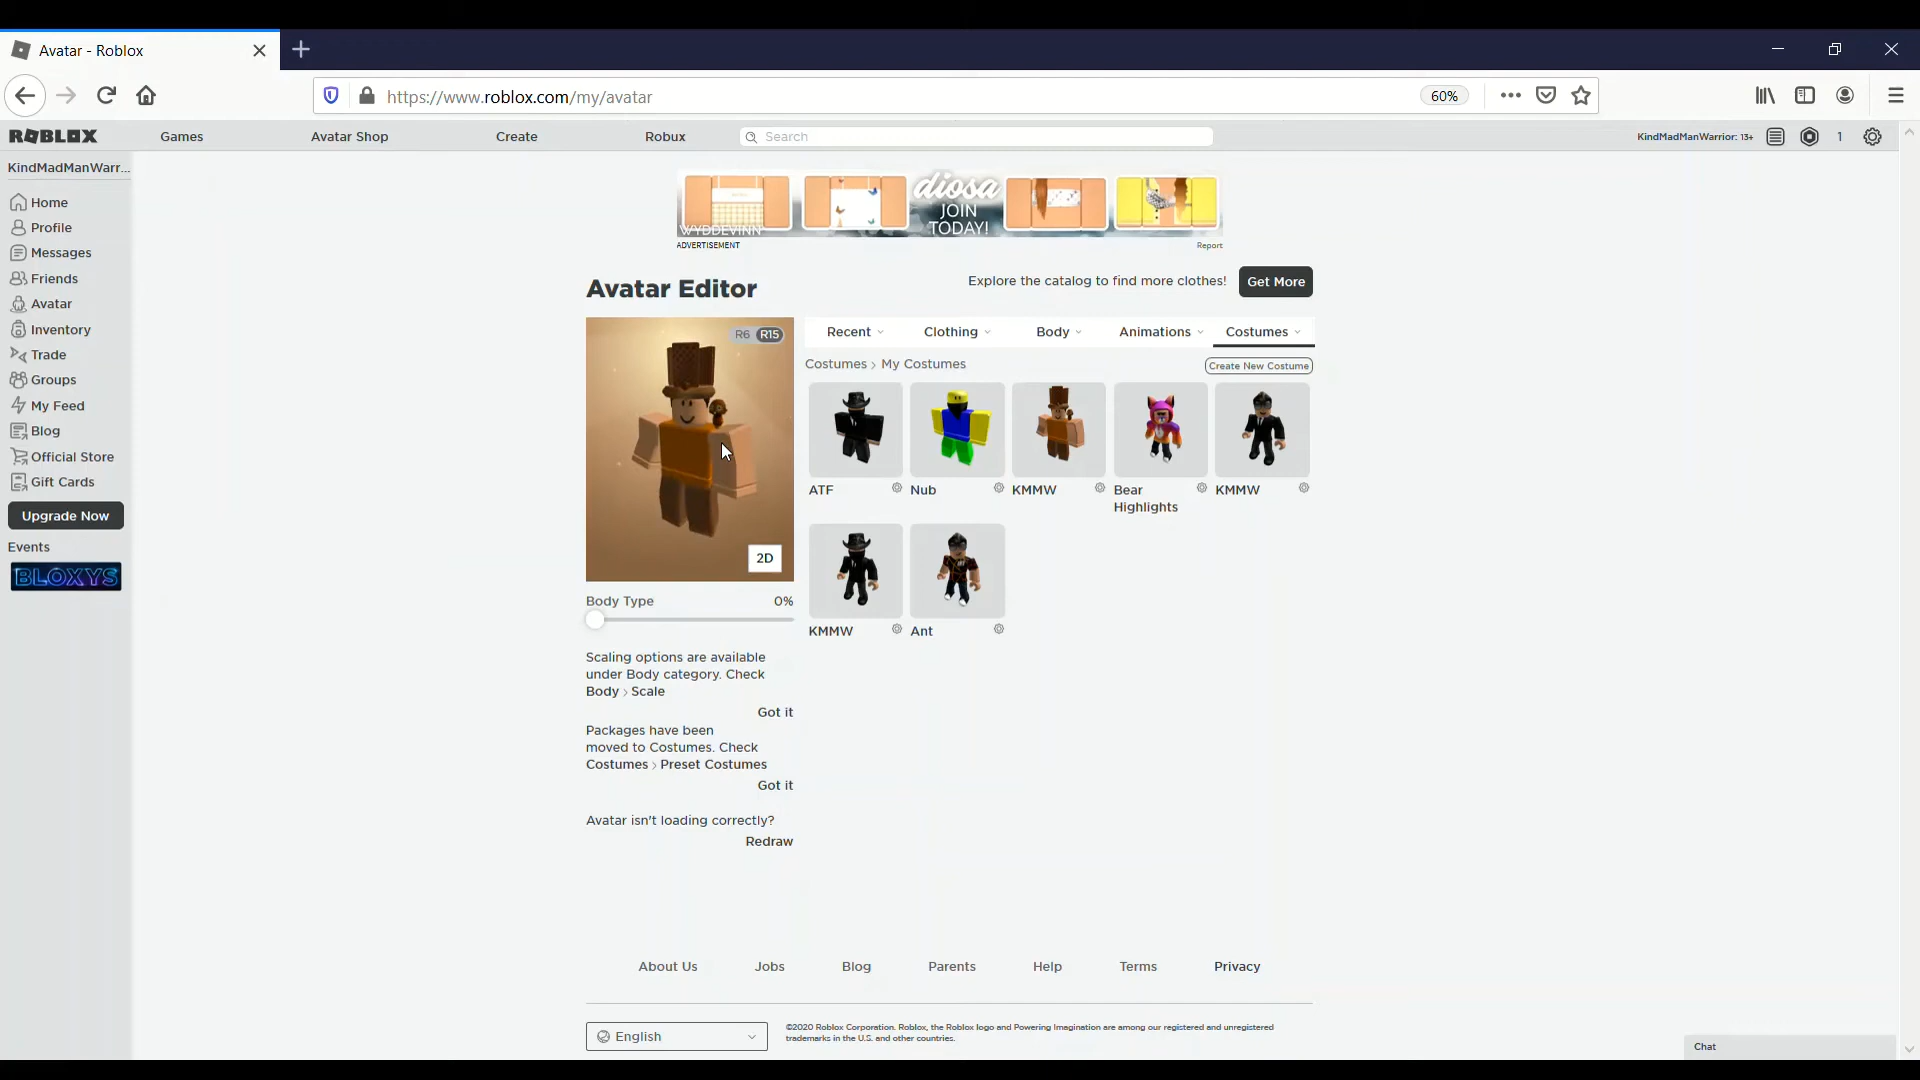 Avatar - Roblox
https://www.roblox.com/my/avatar
60%
ROBLOX
Games
Avatar Shop
Create
Robux
Search
KindMadManWarrior: 13+
1
KindMadManWarr...
Home
Profile
Messages
Friends
Avatar
Inventory
Trade
Groups
My Feed
Blog
Official Store
Gift Cards
Upgrade Now
Events
BLOXYS
diosa
JOIN
TODAY!
WYDDEVINN
ADVERTISEMENT
Report
Avatar Editor
Explore the catalog to find more clothes!
Get More
R6 R15
2D
Body Type 0%
Scaling options are available
under Body category. Check
Body > Scale
Got it
Packages have been
moved to Costumes. Check
Costumes > Preset Costumes
Got it
Avatar isn't loading correctly?
Redraw
Recent
Clothing
Body
Animations
Costumes
Costumes > My Costumes
Create New Costume
ATF
Nub
KMMW
Bear
Highlights
KMMW
KMMW
Ant
About Us
Jobs
Blog
Parents
Help
Terms
Privacy
English
©2020 Roblox Corporation. Roblox, the Roblox logo and Powering Imagination are among our registered and unregistered
trademarks in the U.S. and other countries.
Chat